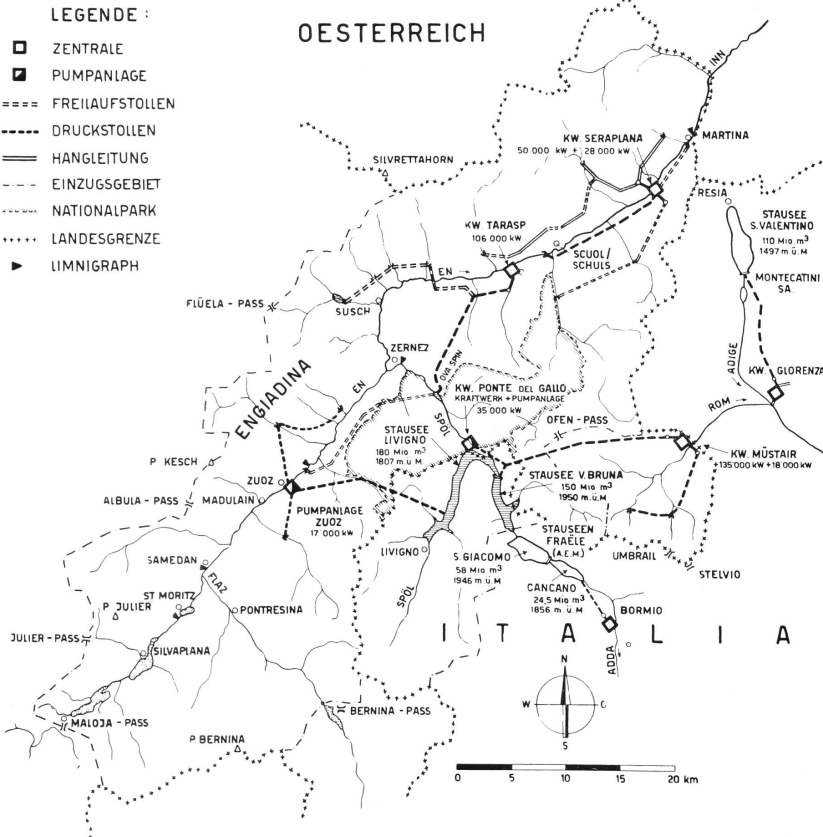 LEGENDE :
ZENTRALE
PUMPANLAGE
FREILAUFSTOLLEN
DRUCKSTOLLEN
HANGLEITUNG
EINZUGSGEBIET
NATIONALPARK
LANDESGRENZE
LIMNIGRAPH
OESTERREICH
INN
SILVRETTAHORN
KW. SERAPLANA
50'000 KW + 28'000 KW
MARTINA
RESIA
STAUSEE
S.VALENTINO
110 Mio. m³
1497 m.ü.M
MONTECATINI
SA.
KW. TARASP
106'000 KW
SCUOL/
SCHULS
EN
FLÜELA - PASS
SUSCH
ZERNEZ
OVA SPIN
ENGIADINA
EN
SPÖL
KW. PONTE DEL GALLO
KRAFTWERK + PUMPANLAGE
35'000 KW
ADIGE
KW. GLORENZA
ROM
OFEN - PASS
STAUSEE
LIVIGNO
180 Mio m³
1807 m.ü.M
KW. MÜSTAIR
+135'000 KW +18'000 KW
P. KESCH
ZUOZ
ALBULA - PASS
MADULAIN
STAUSEE V. BRUNA
150 Mio. m³
1950 m.ü.M
PUMPANLAGE
ZUOZ
17'000 KW
STAUSEEN
FRAËLE
(A.E.M.)
LIVIGNO
UMBRAIL
STELVIO
S. GIACOMO
58 Mio m³
1946 m.ü.M
SAMEDAN
FLAZ
CANCANO
24,5 Mio m³
1856 m.ü.M
SPÖL
ST MORITZ
P. JULIER
PONTRESINA
BORMIO
JULIER - PASS
SILVAPLANA
ITALIA
ADDA
N
W
O
S
MALOJA - PASS
BERNINA - PASS
P. BERNINA
0 5 10 15 20 km